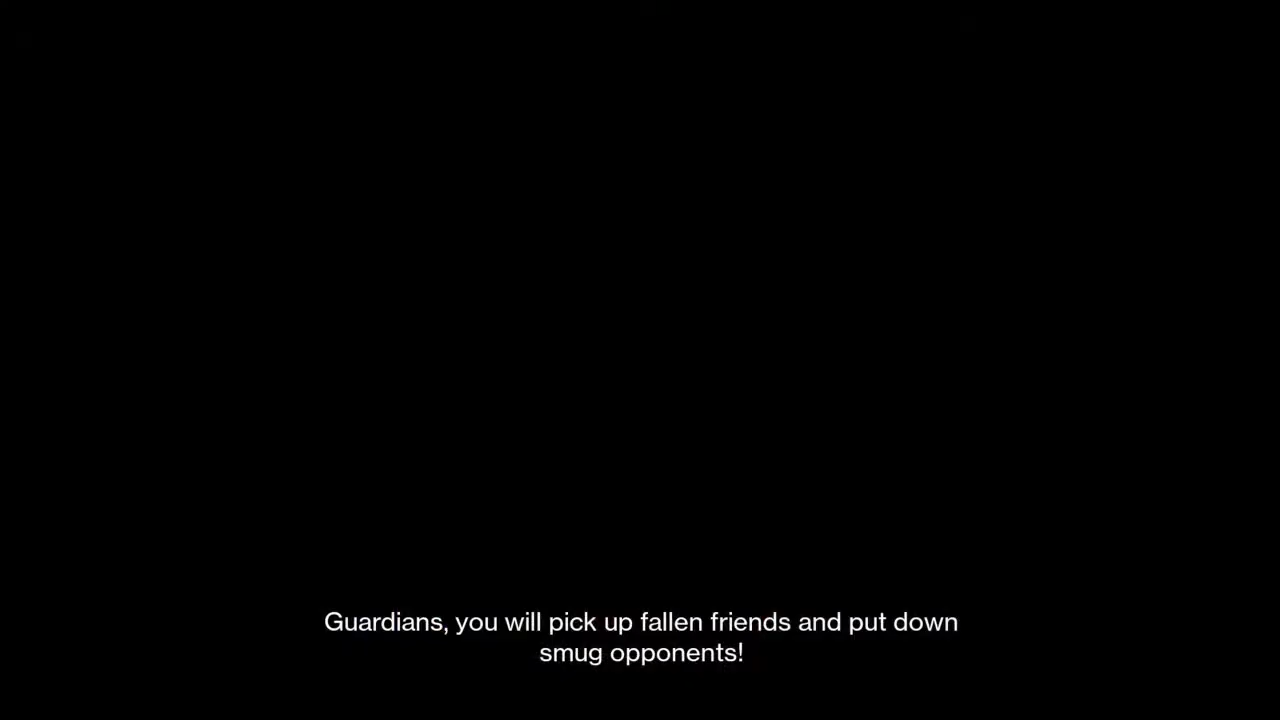 Guardians, you will pick up fallen friends and put down
smug opponents!